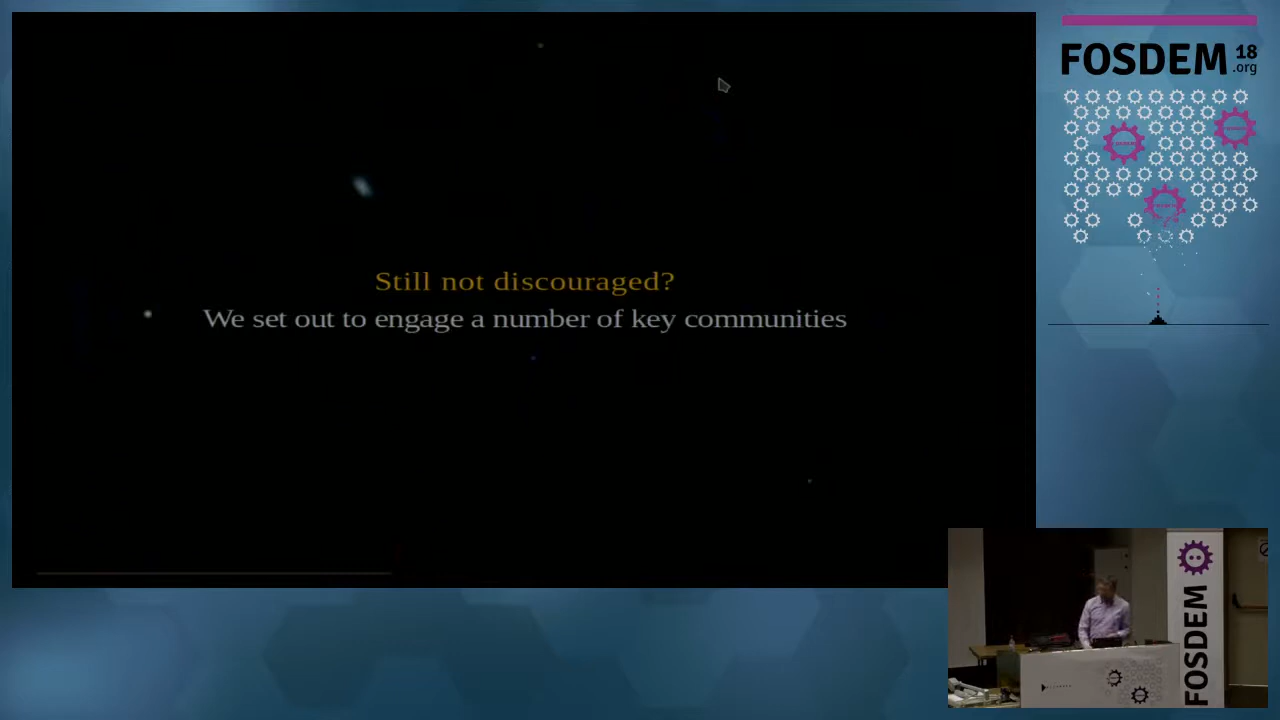 FOSDEM 18
.org
Still not discouraged?
We set out to engage a number of key communities
FOSDEM